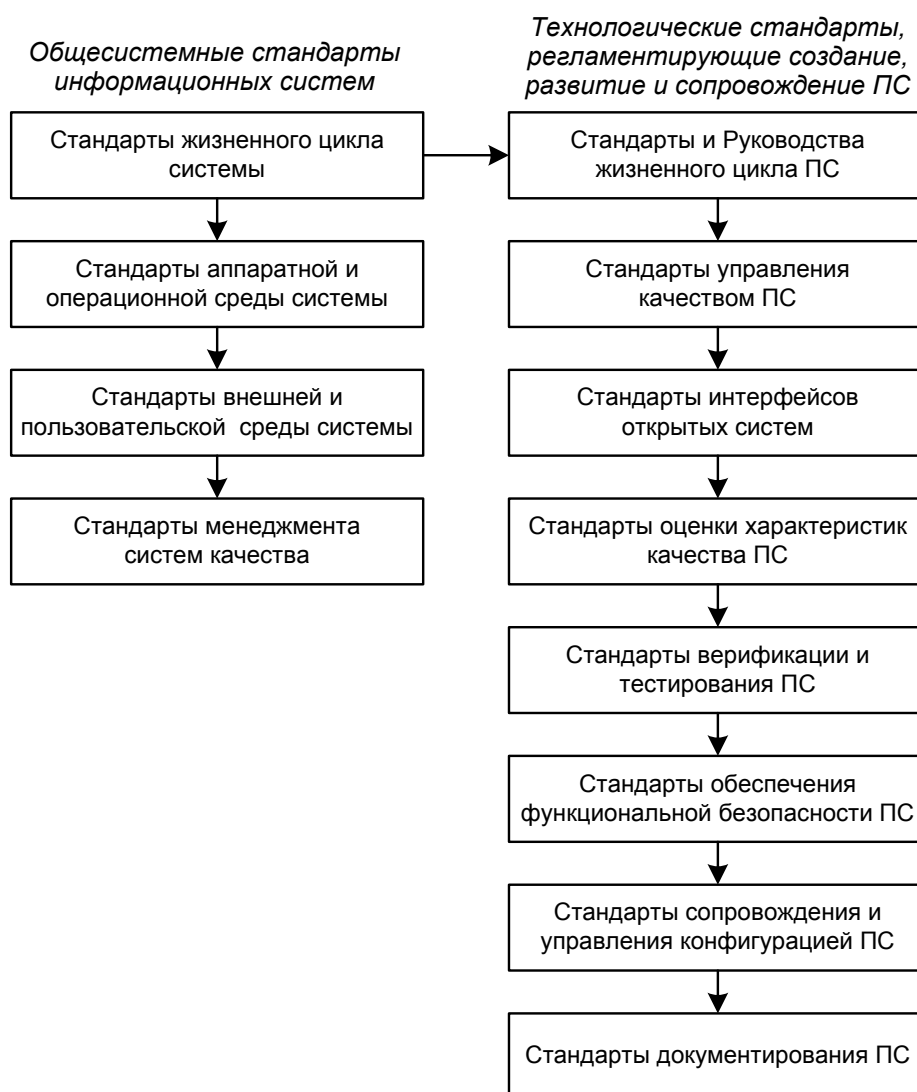 Общесистемные стандарты
информационных систем
Стандарты жизненного цикла
системы
Стандарты аппаратной и
операционной среды системы
Стандарты внешней и
пользовательской среды системы
Стандарты менеджмента
систем качества
Технологические стандарты,
регламентирующие создание,
развитие и сопровождение ПС
Стандарты и Руководства
жизненного цикла ПС
Стандарты управления
качеством ПС
Стандарты интерфейсов
открытых систем
Стандарты оценки характеристик
качества ПС
Стандарты верификации и
тестирования ПС
Стандарты обеспечения
функциональной безопасности ПС
Стандарты сопровождения и
управления конфигурацией ПС
Стандарты документирования ПС